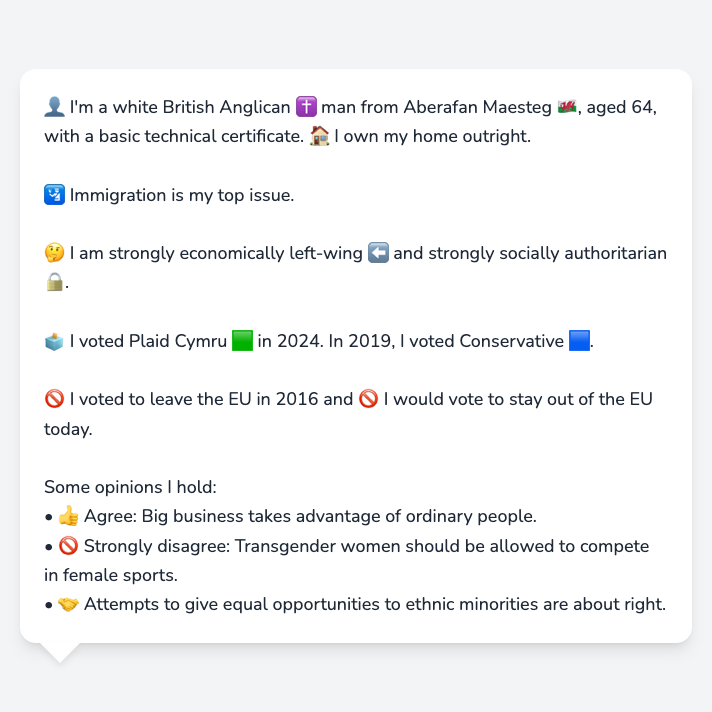 👤 I'm a white British Anglican ✝️ man from Aberafan Maesteg 🏴󠁧󠁢󠁷󠁬󠁳󠁿, aged 64,
with a basic technical certificate. 🏠 I own my home outright.
🛂 Immigration is my top issue.
🤔 I am strongly economically left-wing ⬅️ and strongly socially authoritarian
🔒.
🗳️ I voted Plaid Cymru 🟩 in 2024. In 2019, I voted Conservative 🟦.
🚫 I voted to leave the EU in 2016 and 🚫 I would vote to stay out of the EU
today.
Some opinions I hold:
• 👍 Agree: Big business takes advantage of ordinary people.
• 🚫 Strongly disagree: Transgender women should be allowed to compete
in female sports.
• 🤝 Attempts to give equal opportunities to ethnic minorities are about right.